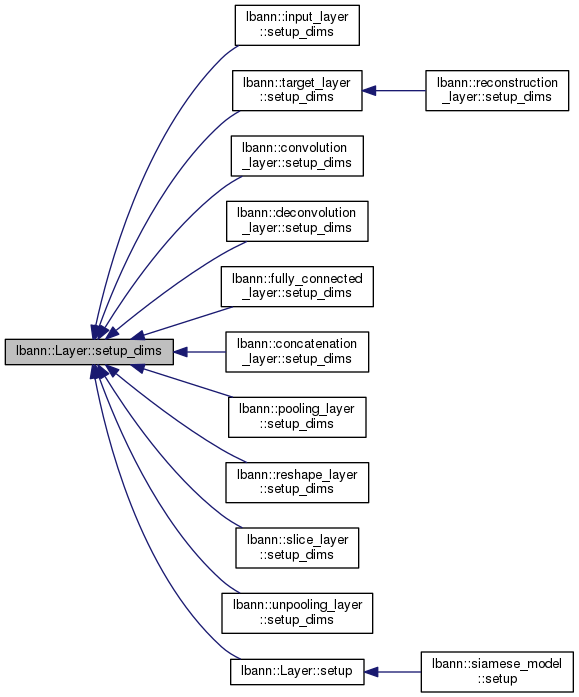 lbann::input_layer
::setup_dims
lbann::target_layer
::setup_dims
lbann::reconstruction
_layer::setup_dims
lbann::convolution
_layer::setup_dims
lbann::deconvolution
_layer::setup_dims
lbann::fully_connected
_layer::setup_dims
lbann::Layer::setup_dims
lbann::concatenation
_layer::setup_dims
lbann::pooling_layer
::setup_dims
lbann::reshape_layer
::setup_dims
lbann::slice_layer
::setup_dims
lbann::unpooling_layer
::setup_dims
lbann::Layer::setup
lbann::siamese_model
::setup